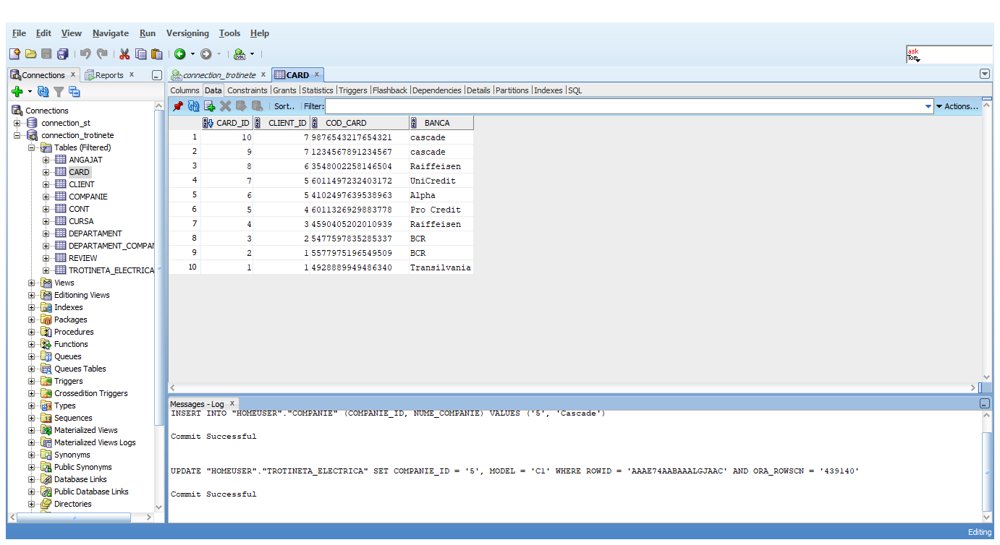 File Edit View Navigate Run Versioning Tools Help
ask
Tom
Connections x Reports x
connection_trotinete x CARD x
Columns Data Constraints Grants Statistics Triggers Flashback Dependencies Details Partitions Indexes SQL
Sort.. Filter: Actions...
Connections
connection_st
connection_trotinete
Tables (Filtered)
ANGAJAT
CARD
CLIENT
COMPANIE
CONT
CURSA
DEPARTAMENT
DEPARTAMENT_COMPAN
REVIEW
TROTINETA_ELECTRICA
Views
Editioning Views
Indexes
Packages
Procedures
Functions
Queues
Queues Tables
Triggers
Crossedition Triggers
Types
Sequences
Materialized Views
Materialized Views Logs
Synonyms
Public Synonyms
Database Links
Public Database Links
Directories
CARD_ID CLIENT_ID COD_CARD BANCA
1 10 7 9876543217654321 cascade
2 9 7 1234567891234567 cascade
3 8 6 3548002258146504 Raiffeisen
4 7 5 6011497232403172 UniCredit
5 6 5 4102497639538963 Alpha
6 5 4 6011326929883778 Pro Credit
7 4 3 4590405202010939 Raiffeisen
8 3 2 5477597835285337 BCR
9 2 1 5577975196549509 BCR
10 1 1 4928889949486340 Transilvania
Messages - Log x
INSERT INTO "HOMEUSER"."COMPANIE" (COMPANIE_ID, NUME_COMPANIE) VALUES ('5', 'Cascade')
Commit Successful
UPDATE "HOMEUSER"."TROTINETA_ELECTRICA" SET COMPANIE_ID = '5', MODEL = 'C1' WHERE ROWID = 'AAAE74AABAAALGJAAC' AND ORA_ROWSCN = '439140'
Commit Successful
Editing